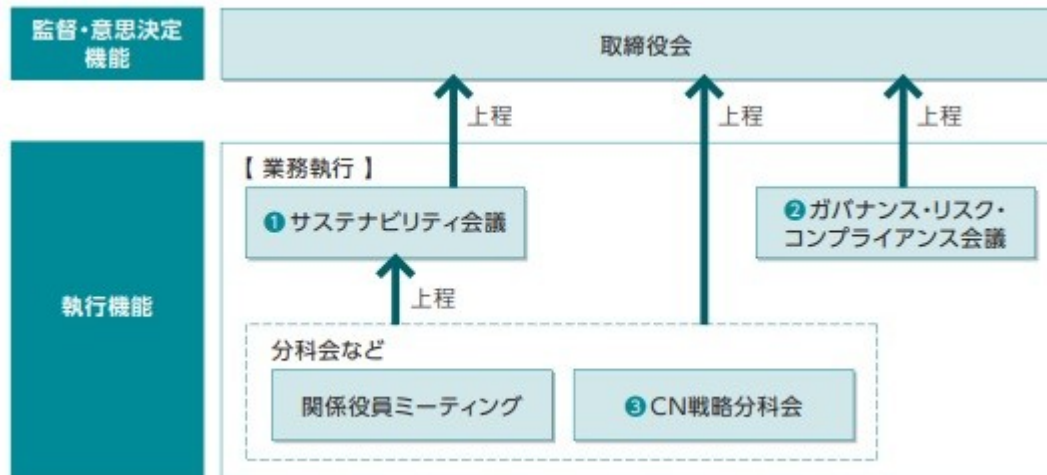 監督・意思決定
機能
取締役会
上程
上程
上程
執行機能
【 業務執行 】
❶サステナビリティ会議
❷ガバナンス・リスク・
コンプライアンス会議
上程
分科会など
関係役員ミーティング
❸CN戦略分科会